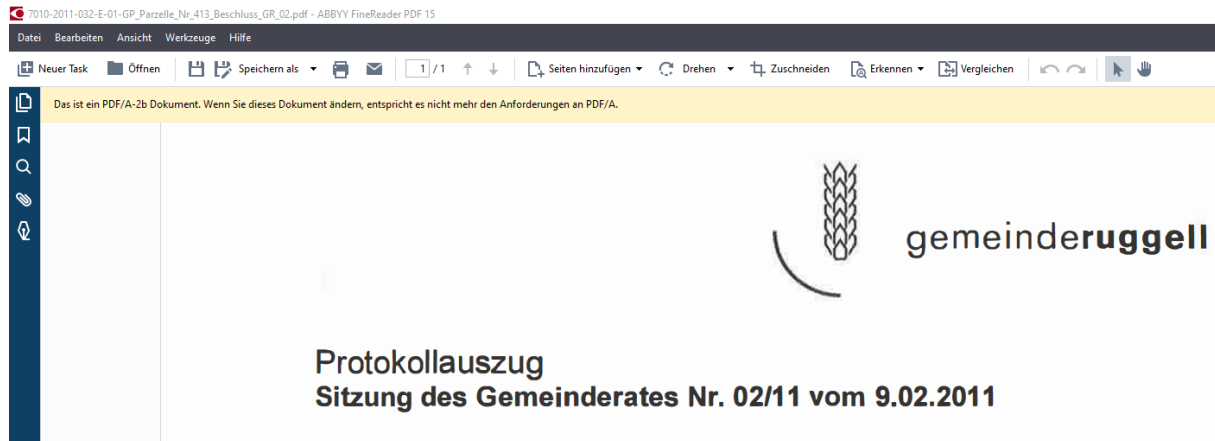 7010-2011-032-E-01-GP_Parzelle_Nr_413_Beschluss_GR_02.pdf - ABBYY FineReader PDF 15
Datei Bearbeiten Ansicht Werkzeuge Hilfe
Neuer Task Öffnen Speichern als 1 / 1 Seiten hinzufügen Drehen Zuschneiden Erkennen Vergleichen
Das ist ein PDF/A-2b Dokument. Wenn Sie dieses Dokument ändern, entspricht es nicht mehr den Anforderungen an PDF/A.
gemeinderuggell
Protokollauszug
Sitzung des Gemeinderates Nr. 02/11 vom 9.02.2011